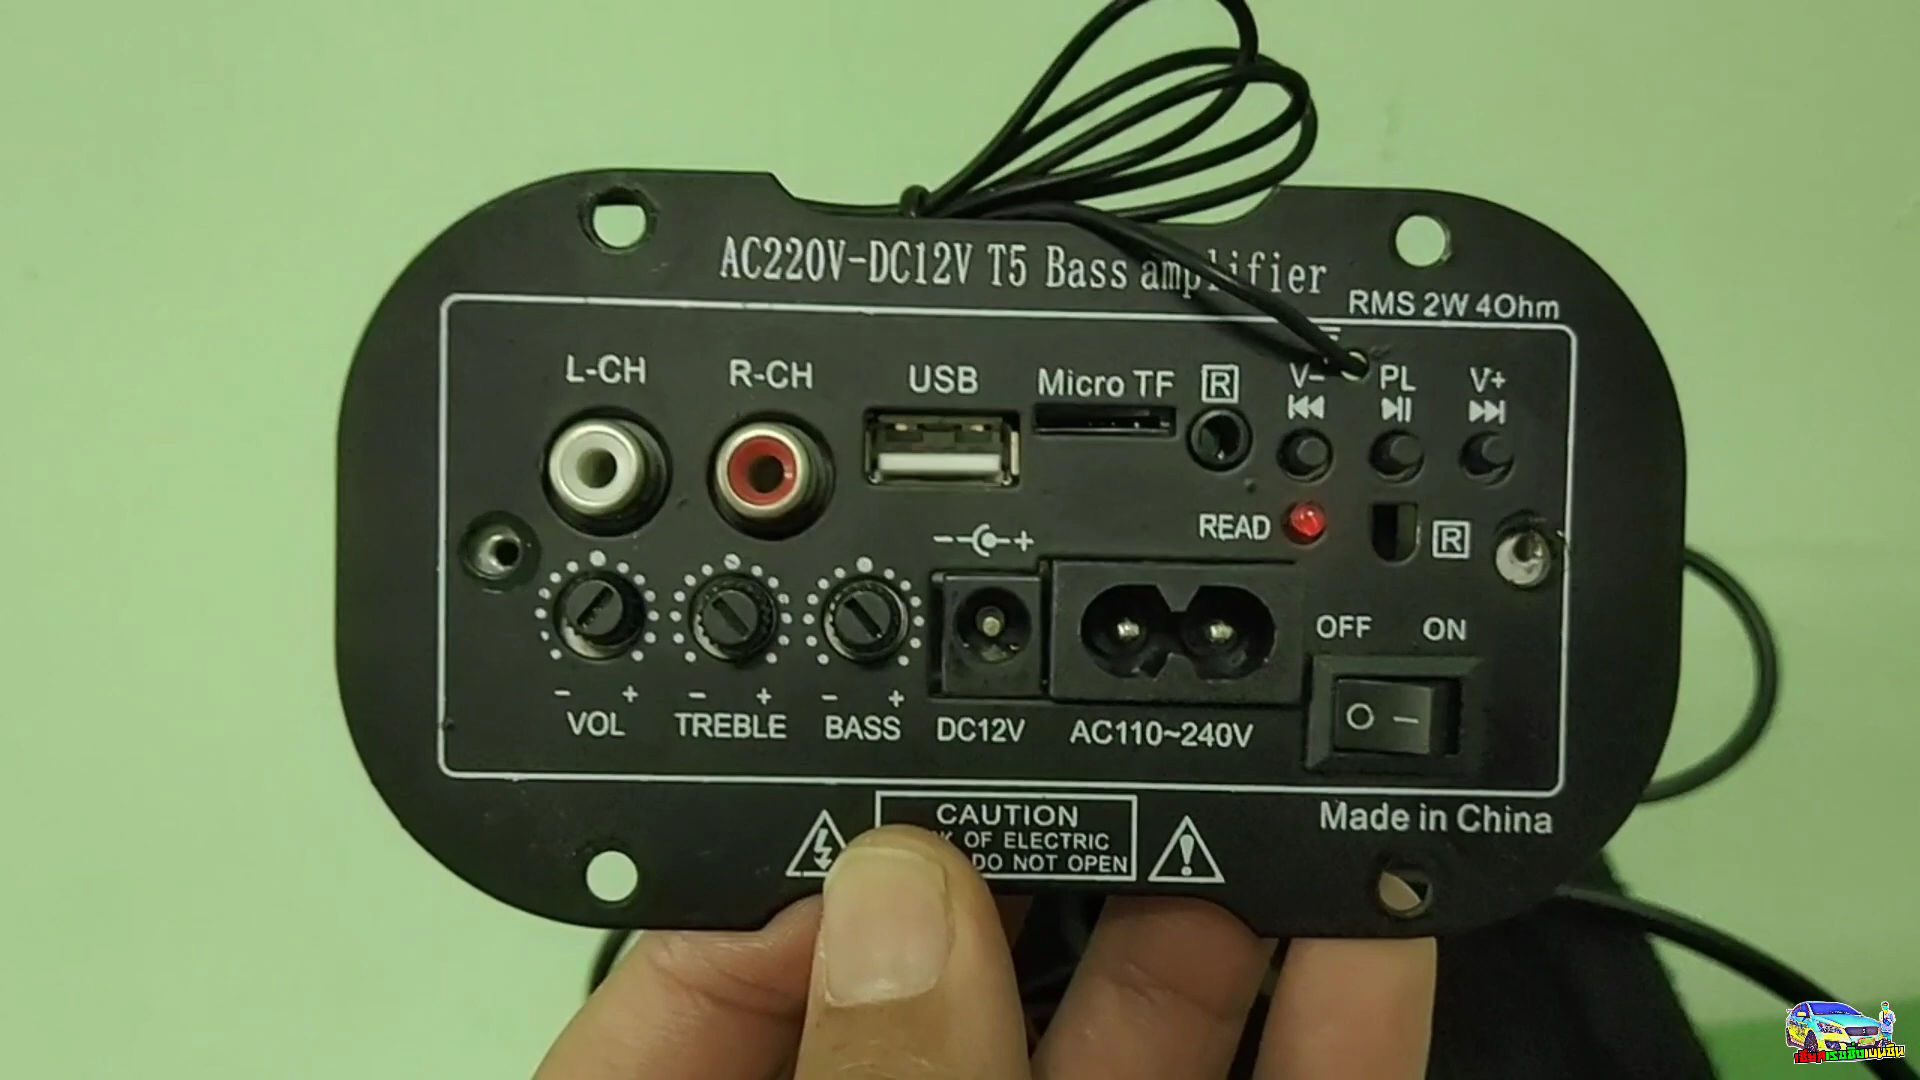 AC220V-DC12V T5 Bass amplifier
RMS 2W 4Ohm
L-CH
R-CH
USB
Micro TF
R
V-
PL
V+
READ
R
- +
OFF ON
- +
- +
- +
VOL
TREBLE
BASS
DC12V
AC110~240V
O –
CAUTION
OF ELECTRIC
DO NOT OPEN
Made in China